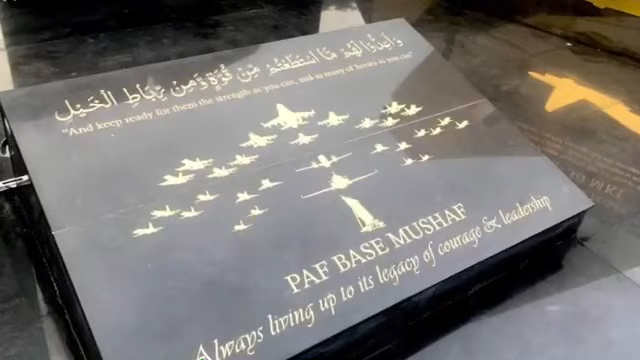 وَأَعِدُّوا لَهُم مَّا اسْتَطَعْتُم مِّن قُوَّةٍ وَمِن رِّبَاطِ الْخَيْلِ
"And keep ready for them the strength as you can, and as many of horses as you can"
PAF BASE MUSHAF
Always living up to its legacy of courage & leadership